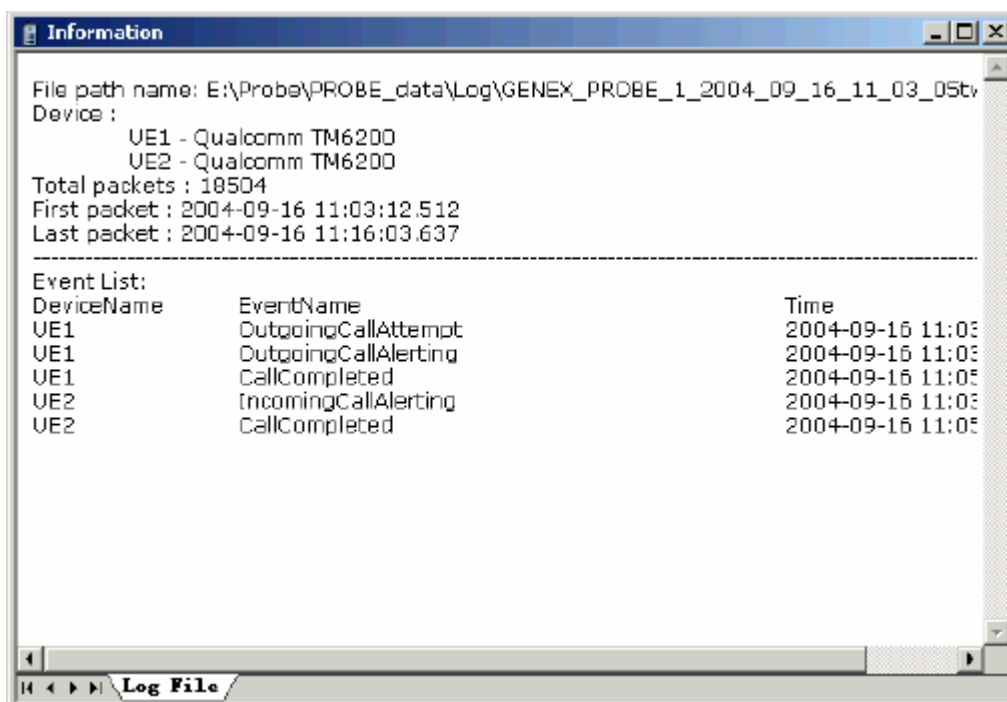 Information
File path name: E:\Probe\PROBE_data\Log\GENEX_PROBE_1_2004_09_16_11_03_05tv
Device :
UE1 - Qualcomm TM6200
UE2 - Qualcomm TM6200
Total packets : 18504
First packet : 2004-09-16 11:03:12.512
Last packet : 2004-09-16 11:16:03.637
Event List:
DeviceName EventName Time
UE1 OutgoingCallAttempt 2004-09-16 11:03
UE1 OutgoingCallAlerting 2004-09-16 11:03
UE1 CallCompleted 2004-09-16 11:05
UE2 IncomingCallAlerting 2004-09-16 11:03
UE2 CallCompleted 2004-09-16 11:05
Log File